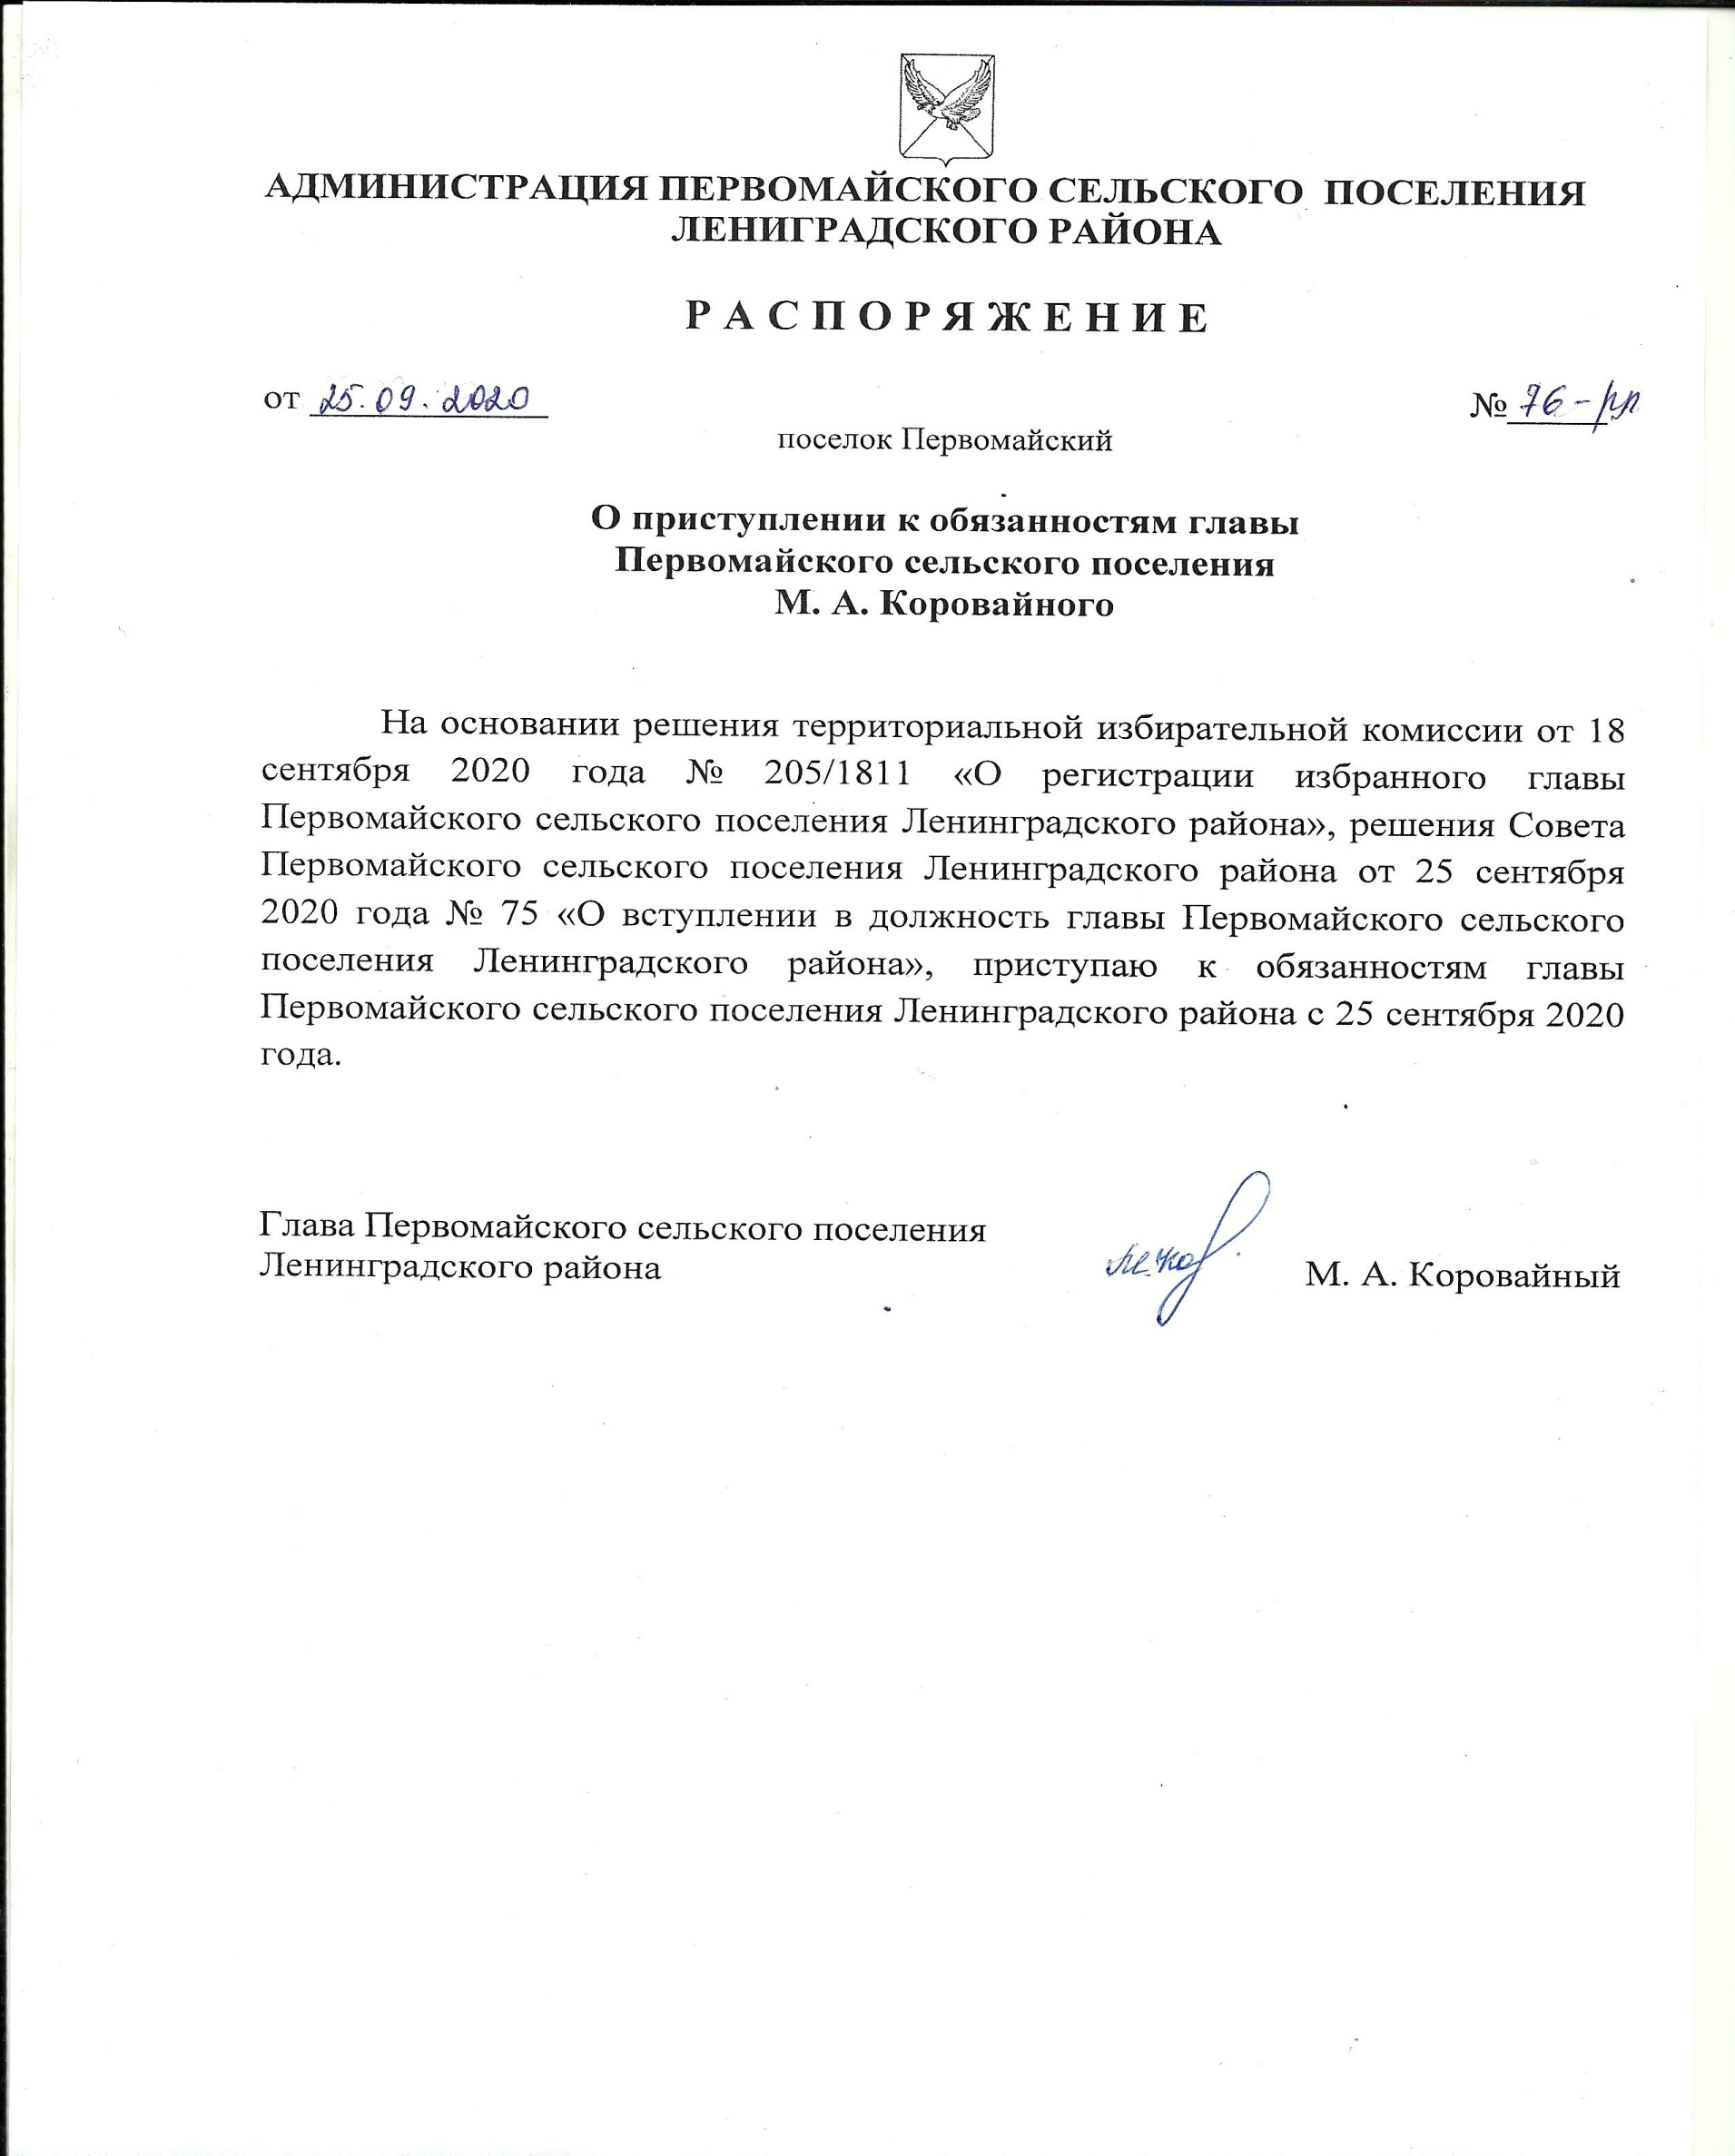 АДМИНИСТРАЦИЯ ПЕРВОМАЙСКОГО СЕЛЬСКОГО ПОСЕЛЕНИЯ
ЛЕНИГРАДСКОГО РАЙОНА
Р А С П О Р Я Ж Е Н И Е
от 25.09.2020 № 76-рп
поселок Первомайский
О приступлении к обязанностям главы
Первомайского сельского поселения
М. А. Коровайного
На основании решения территориальной избирательной комиссии от 18
сентября 2020 года № 205/1811 «О регистрации избранного главы
Первомайского сельского поселения Ленинградского района», решения Совета
Первомайского сельского поселения Ленинградского района от 25 сентября
2020 года № 75 «О вступлении в должность главы Первомайского сельского
поселения Ленинградского района», приступаю к обязанностям главы
Первомайского сельского поселения Ленинградского района с 25 сентября 2020
года.
Глава Первомайского сельского поселения
Ленинградского района М. А. Коровайный